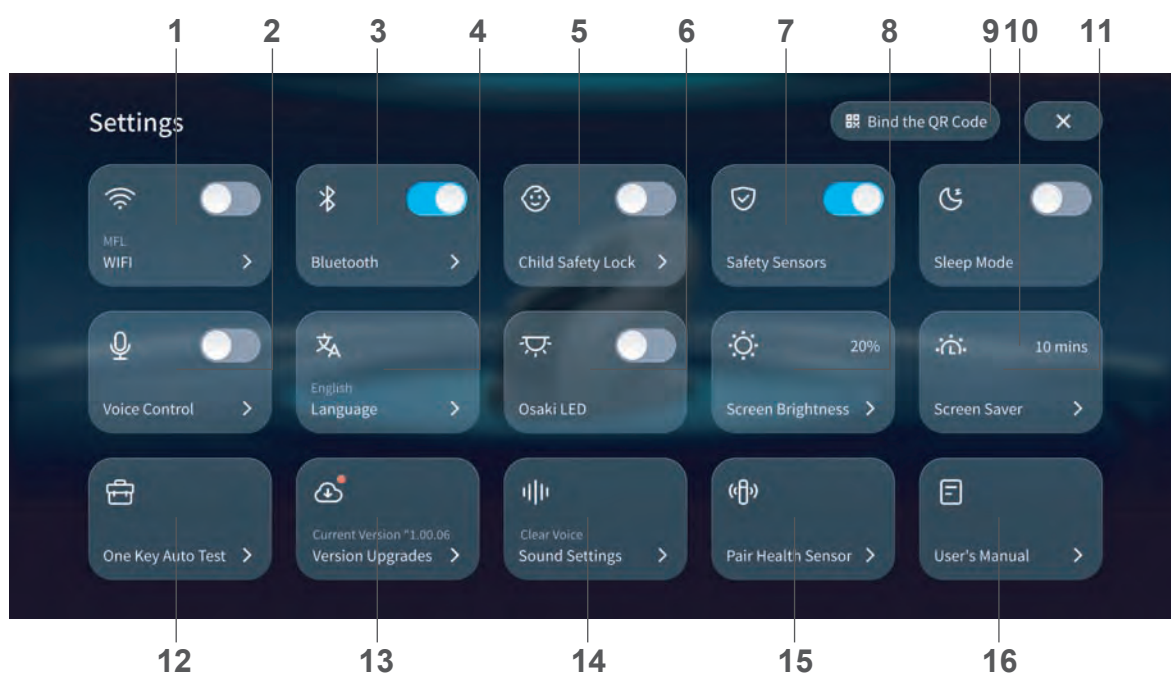 1 2 3 4 5 6 7 8 9 10 11
Settings
Bind the QR Code
MFL
WIFI
Bluetooth
Child Safety Lock
Safety Sensors
Sleep Mode
20%
10 mins
Voice Control
English
Language
Osaki LED
Screen Brightness
Screen Saver
One Key Auto Test
Current Version "1.00.06
Version Upgrades
Clear Voice
Sound Settings
Pair Health Sensor
User's Manual
12 13 14 15 16